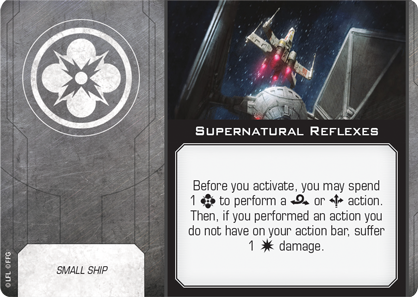 SUPERNATURAL REFLEXES
Before you activate, you may spend
1 to perform a or action.
Then, if you performed an action you
do not have on your action bar, suffer
1 damage.
SMALL SHIP
© LFL © FFG